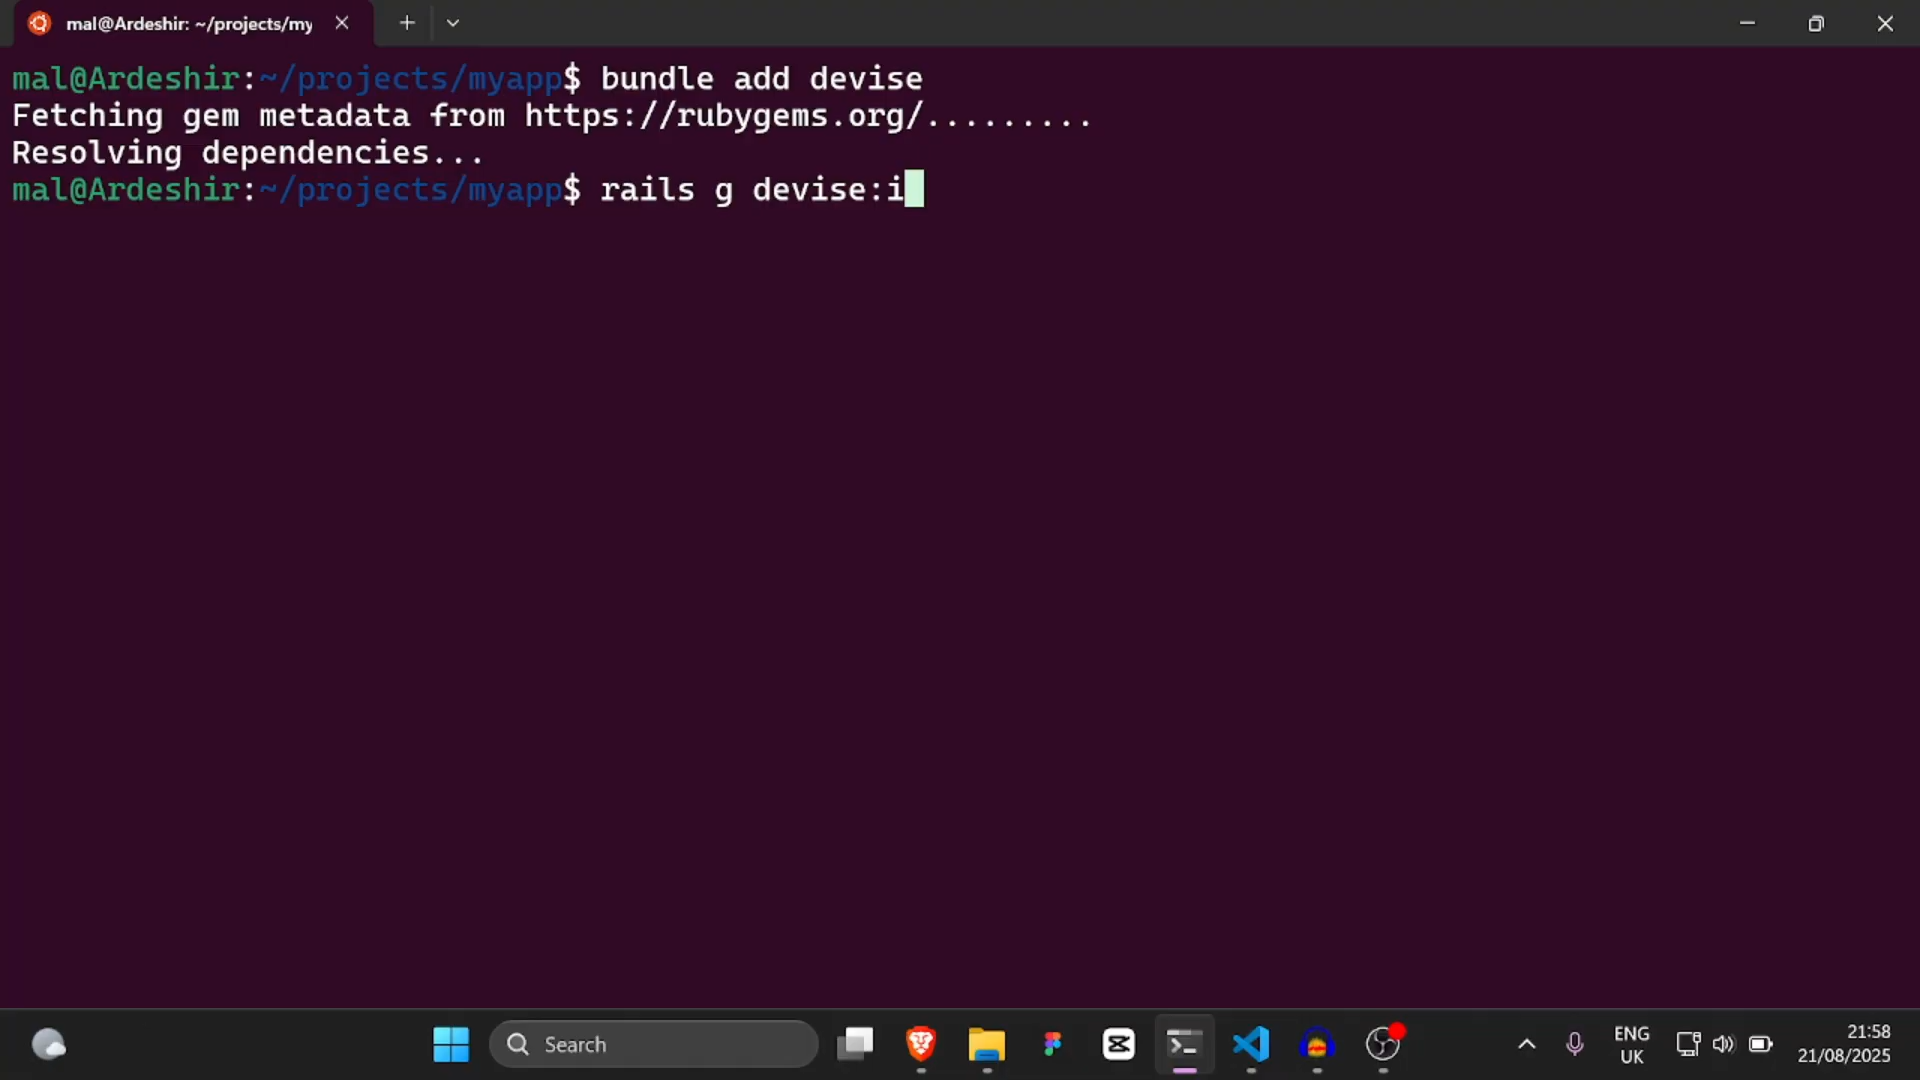 mal@Ardeshir: ~/projects/my
mal@Ardeshir:~/projects/myapp$ bundle add devise
Fetching gem metadata from https://rubygems.org/.........
Resolving dependencies...
mal@Ardeshir:~/projects/myapp$ rails g devise:i
Search
ENG
UK
21:58
21/08/2025